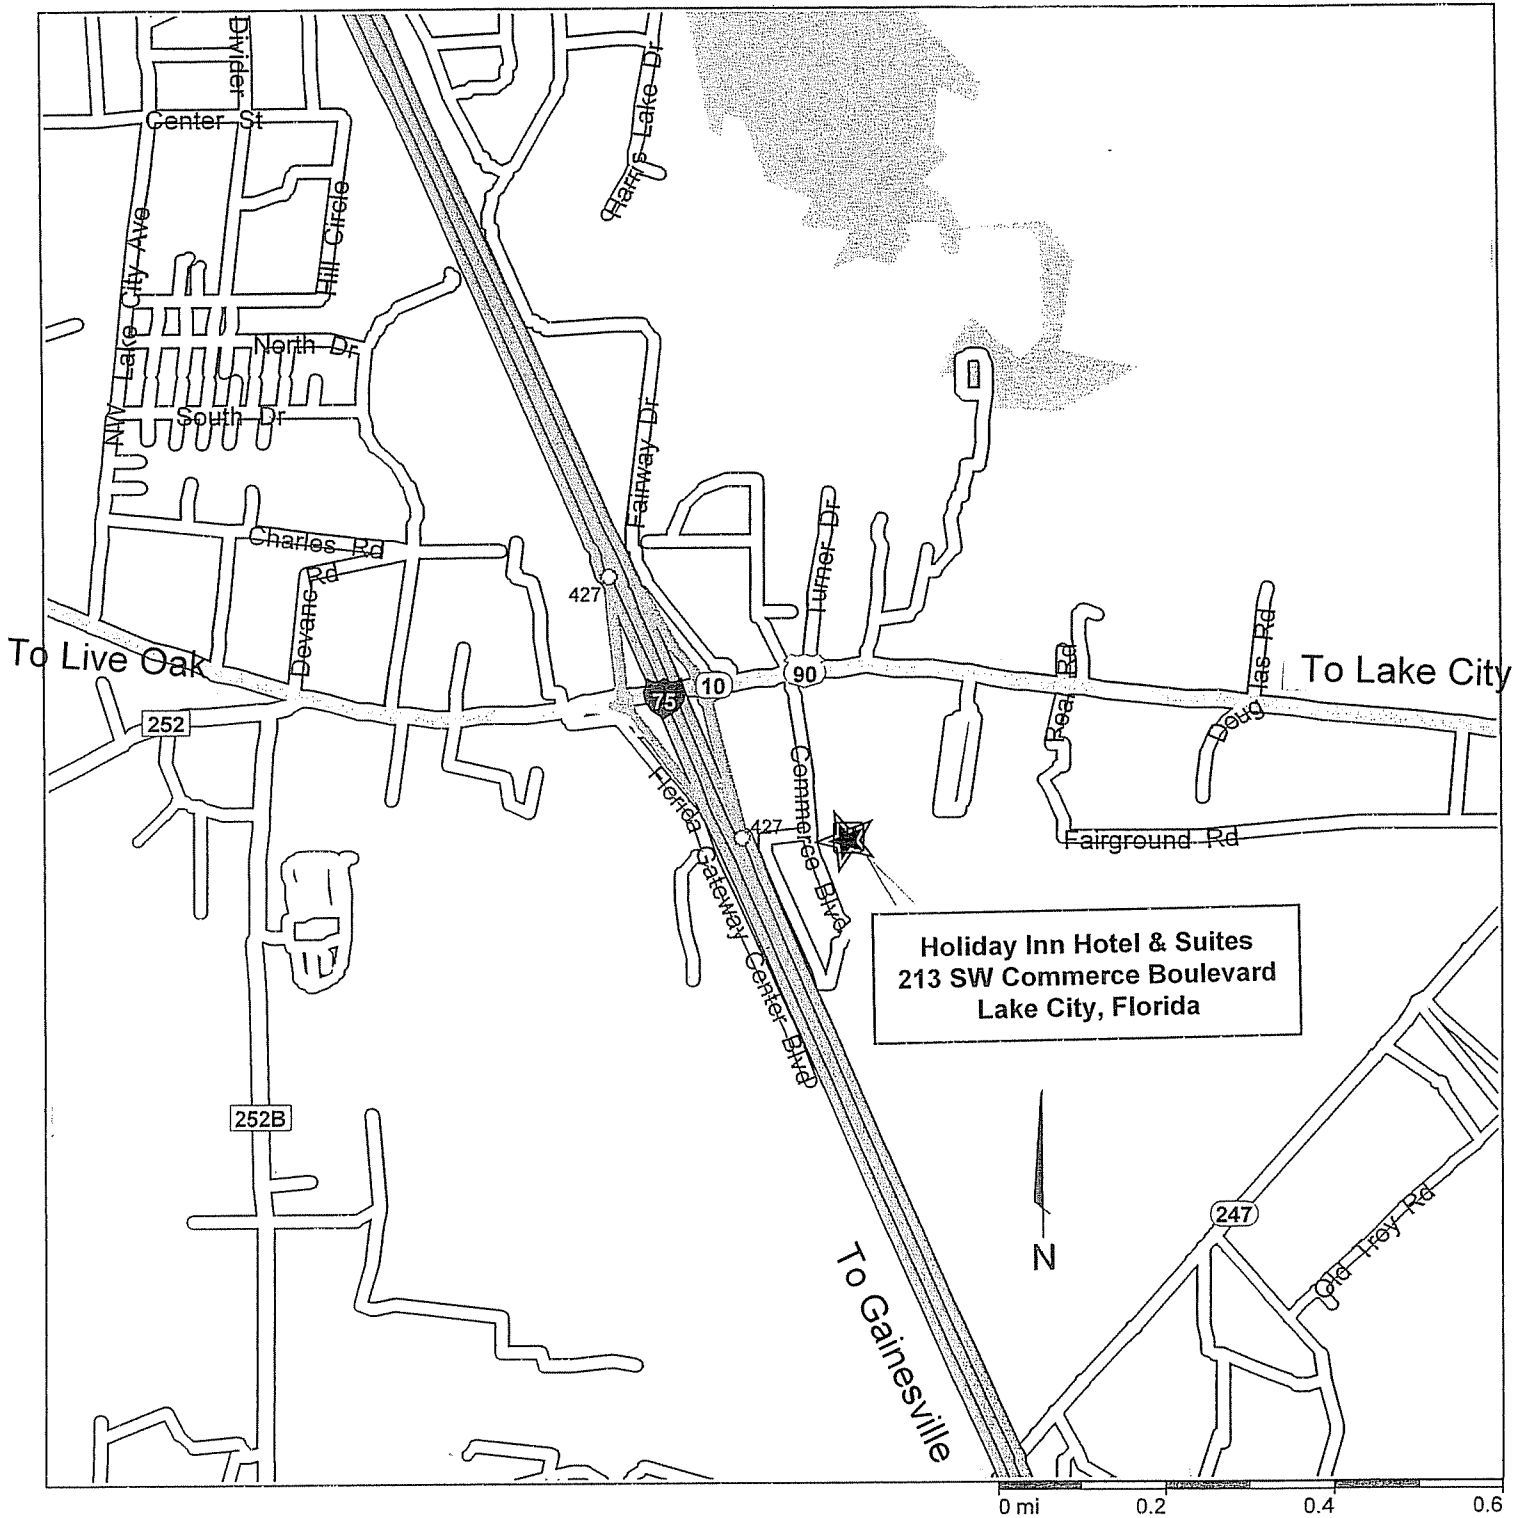 Divider
Center St
Harris Lake Dr
Hill Circle
NW Lake City Ave
North Dr
South Dr
Fairway Dr
Turner Dr
Charles Rd
Devane Rd
427
To Live Oak
To Lake City
90
10
75
252
Douglas Rd
Commerce Blvd
Florida Gateway Center Blvd
427
Fairground Rd
Holiday Inn Hotel & Suites
213 SW Commerce Boulevard
Lake City, Florida
252B
N
247
Old Troy Rd
To Gainesville
0 mi 0.2 0.4 0.6